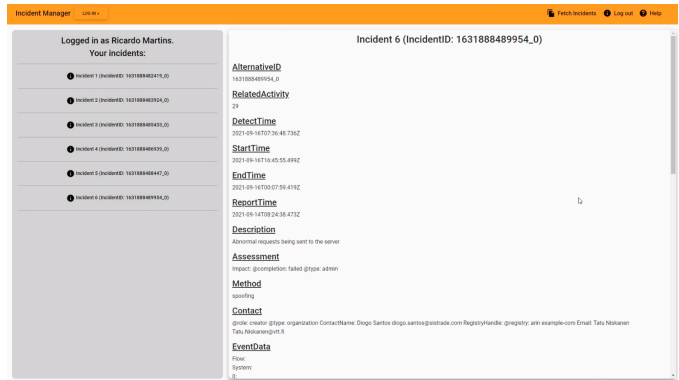 Incident Manager
LOG IN
Fetch Incidents
Log out
Help
Logged in as Ricardo Martins.
Your incidents:
Incident 1 (IncidentID: 1631888482419_0)
Incident 2 (IncidentID: 1631888483924_0)
Incident 3 (IncidentID: 1631888485433_0)
Incident 4 (IncidentID: 1631888486939_0)
Incident 5 (IncidentID: 1631888488447_0)
Incident 6 (IncidentID: 1631888489954_0)
Incident 6 (IncidentID: 1631888489954_0)
AlternativeID
1631888489954_0
RelatedActivity
29
DetectTime
2021-09-16T07:36:48.736Z
StartTime
2021-09-16T16:45:55.499Z
EndTime
2021-09-16T00:07:59.419Z
ReportTime
2021-09-14T08:24:38.473Z
Description
Abnormal requests being sent to the server
Assessment
Impact: @completion: failed @type: admin
Method
spoofing
Contact
@role: creator @type: organization ContactName: Diogo Santos diogo.santos@sistrade.com RegistryHandle: @registry: arin example-com Email: Tatu Niskanen
Tatu.Niskanen@vtt.fi
EventData
Flow:
System: